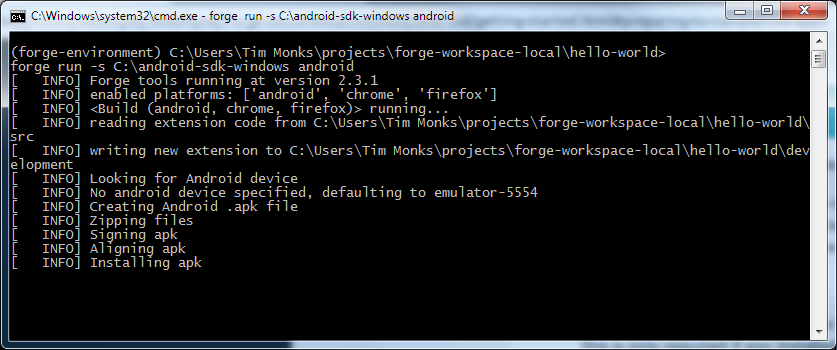 C:\Windows\system32\cmd.exe - forge run -s C:\android-sdk-windows android
(forge-environment) C:\Users\Tim Monks\projects\forge-workspace-local\hello-world>
forge run -s C:\android-sdk-windows android
[   INFO] Forge tools running at version 2.3.1
[   INFO] enabled platforms: ['android', 'chrome', 'firefox']
[   INFO] <Build (android, chrome, firefox)> running...
[   INFO] reading extension code from C:\Users\Tim Monks\projects\forge-workspace-local\hello-world\
src
[   INFO] writing new extension to C:\Users\Tim Monks\projects\forge-workspace-local\hello-world\dev
elopment
[   INFO] Looking for Android device
[   INFO] No android device specified, defaulting to emulator-5554
[   INFO] Creating Android .apk file
[   INFO] Zipping files
[   INFO] Signing apk
[   INFO] Aligning apk
[   INFO] Installing apk